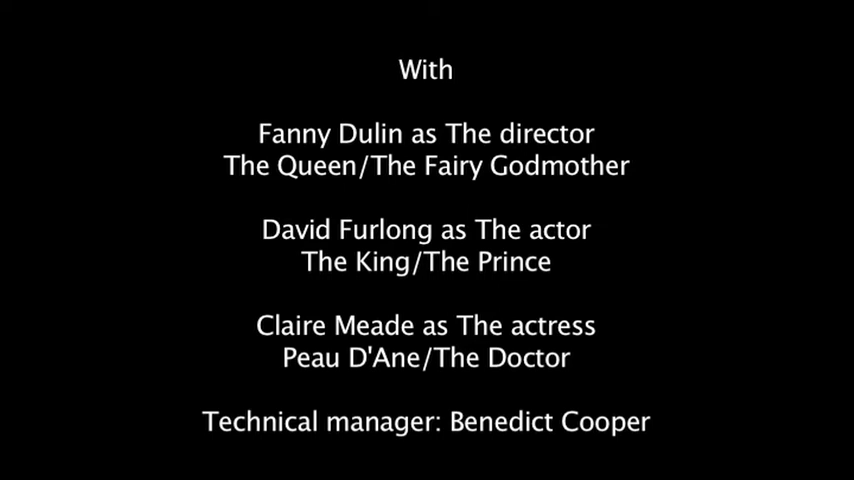 With
Fanny Dulin as The director
The Queen/The Fairy Godmother
David Furlong as The actor
The King/The Prince
Claire Meade as The actress
Peau D'Ane/The Doctor
Technical manager: Benedict Cooper